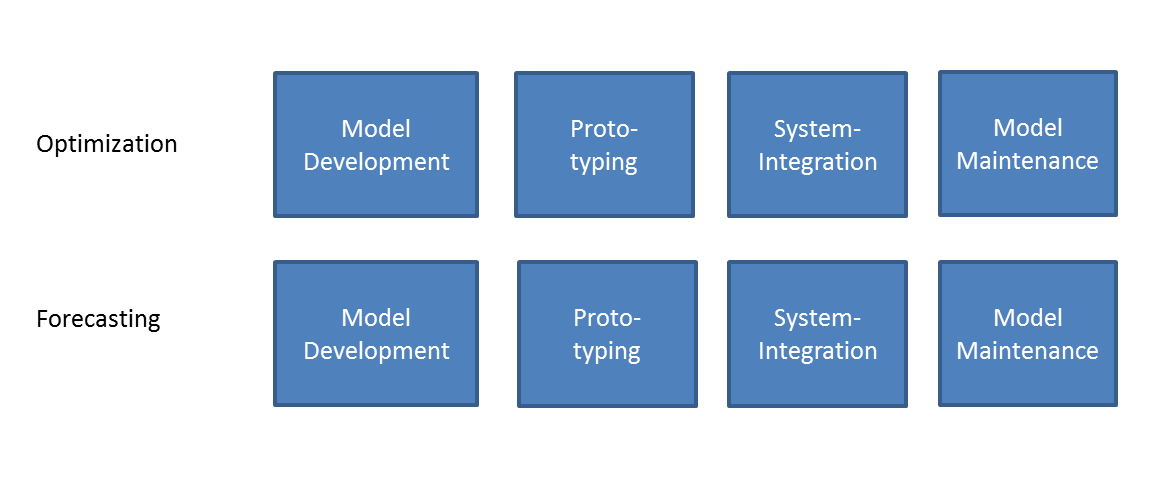 Optimization
Model
Development
Proto-
typing
System-
Integration
Model
Maintenance
Forecasting
Model
Development
Proto-
typing
System-
Integration
Model
Maintenance